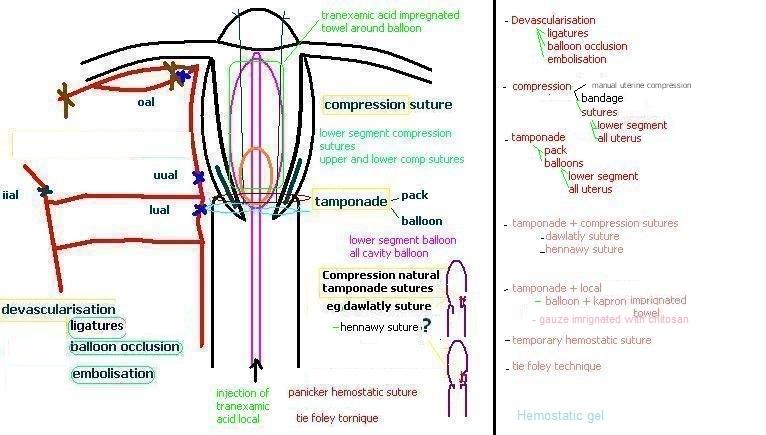 tranexamic acid impregnated
towel around balloon
oal
compression suture
lower segment compression
sutures
upper and lower comp sutures
uual
iial
lual
tamponade
pack
balloon
lower segment balloon
all cavity balloon
Compression natural
tamponade sutures
eg dawlatly suture
hennawy suture ?
devascularisation
ligatures
balloon occlusion
embolisation
injection of
tranexamic
acid local
panicker hemostatic suture
tie foley tornique
- Devascularisation
ligatures
balloon occlusion
embolisation
- compression
manual uterine compression
bandage
sutures
lower segment
all uterus
- tamponade
pack
balloons
lower segment
all uterus
- tamponade + compression sutures
- dawlatly suture
- hennawy suture
- tamponade + local
- balloon + kapron imprignated
towel
- gauze imrignated with chitosan
- temporary hemostatic suture
- tie foley technique
Hemostatic gel